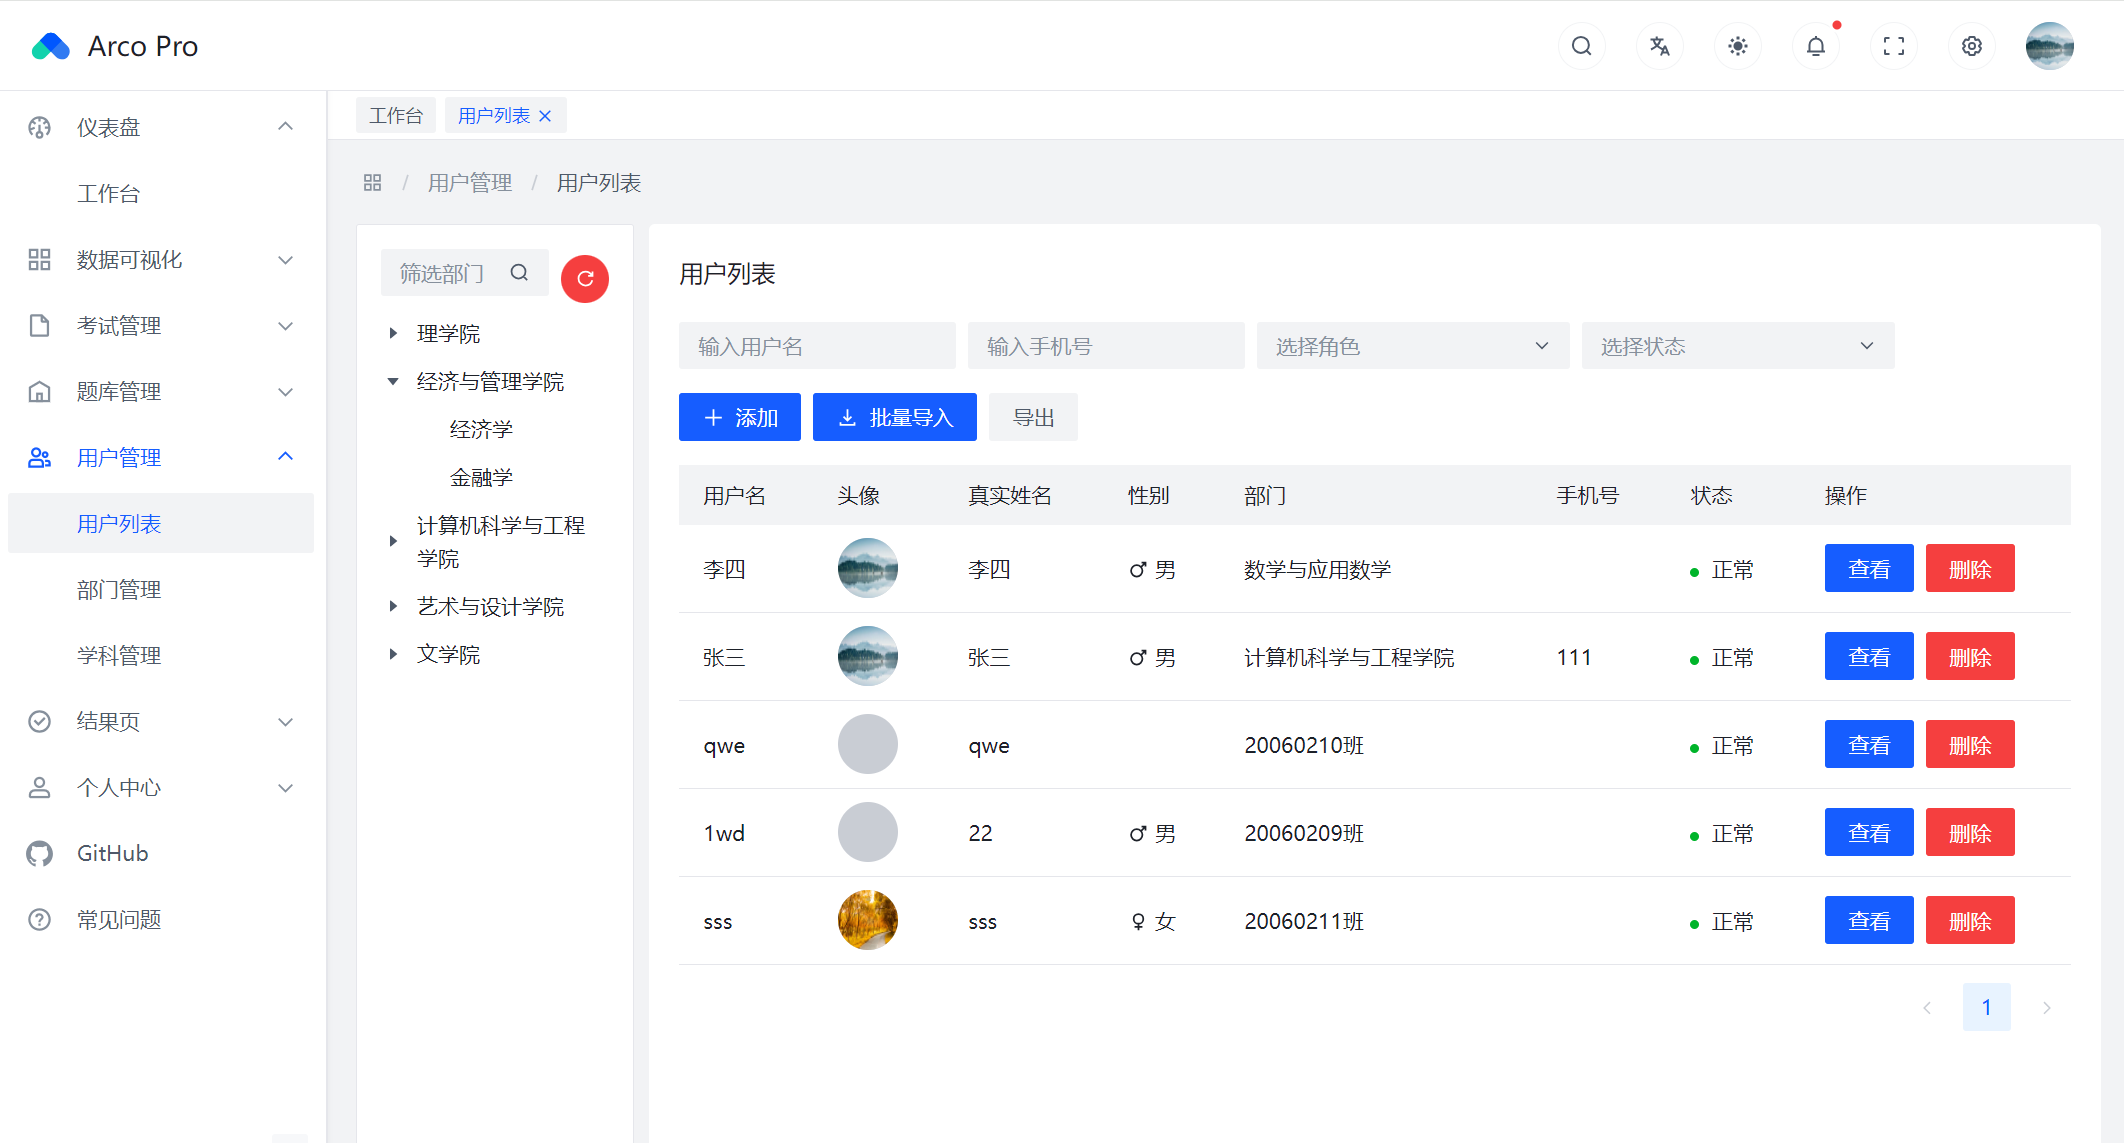 Arco Pro
仪表盘
工作台
数据可视化
考试管理
题库管理
用户管理
用户列表
部门管理
学科管理
结果页
个人中心
GitHub
常见问题
工作台 用户列表
/ 用户管理 / 用户列表
筛选部门
理学院
经济与管理学院
经济学
金融学
计算机科学与工程
学院
艺术与设计学院
文学院
用户列表
输入用户名 输入手机号 选择角色 选择状态
添加 批量导入 导出
用户名 头像 真实姓名 性别 部门 手机号 状态 操作
李四 李四 ♂ 男 数学与应用数学 正常 查看 删除
张三 张三 ♂ 男 计算机科学与工程学院 111 正常 查看 删除
qwe qwe 20060210班 正常 查看 删除
1wd 22 ♂ 男 20060209班 正常 查看 删除
sss sss ♀ 女 20060211班 正常 查看 删除
1